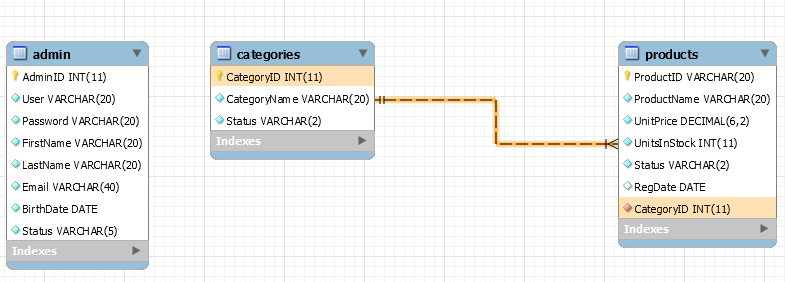 admin
AdminID INT(11)
User VARCHAR(20)
Password VARCHAR(20)
FirstName VARCHAR(20)
LastName VARCHAR(20)
Email VARCHAR(40)
BirthDate DATE
Status VARCHAR(5)
Indexes
categories
CategoryID INT(11)
CategoryName VARCHAR(20)
Status VARCHAR(2)
Indexes
products
ProductID VARCHAR(20)
ProductName VARCHAR(20)
UnitPrice DECIMAL(6,2)
UnitsInStock INT(11)
Status VARCHAR(2)
RegDate DATE
CategoryID INT(11)
Indexes